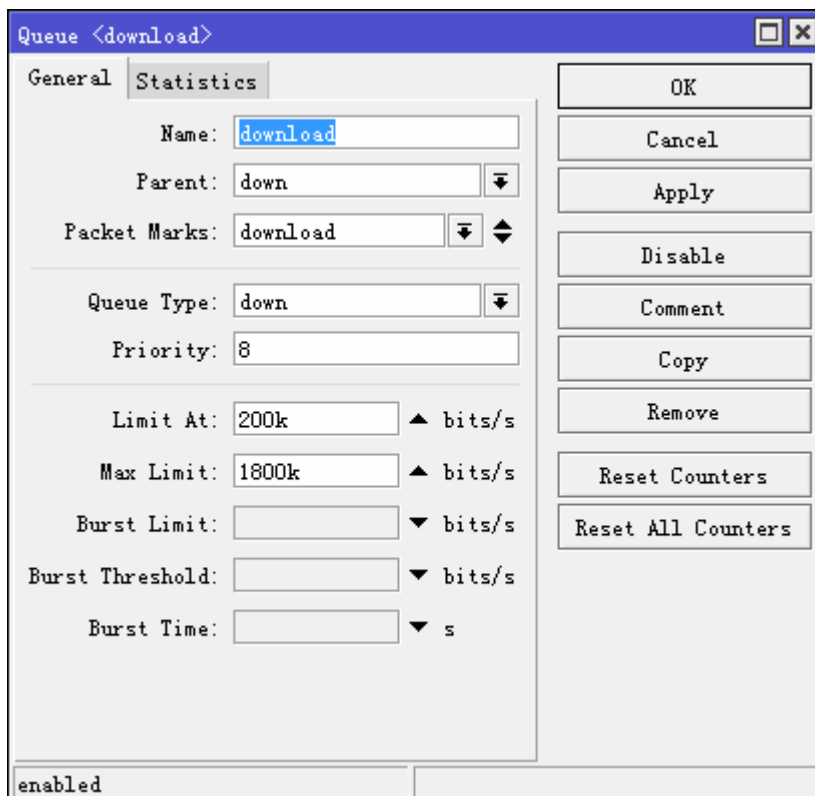 Queue <download>
General Statistics
Name: download
Parent: down
Packet Marks: download
Queue Type: down
Priority: 8
Limit At: 200k bits/s
Max Limit: 1800k bits/s
Burst Limit: bits/s
Burst Threshold: bits/s
Burst Time: s
enabled
OK
Cancel
Apply
Disable
Comment
Copy
Remove
Reset Counters
Reset All Counters